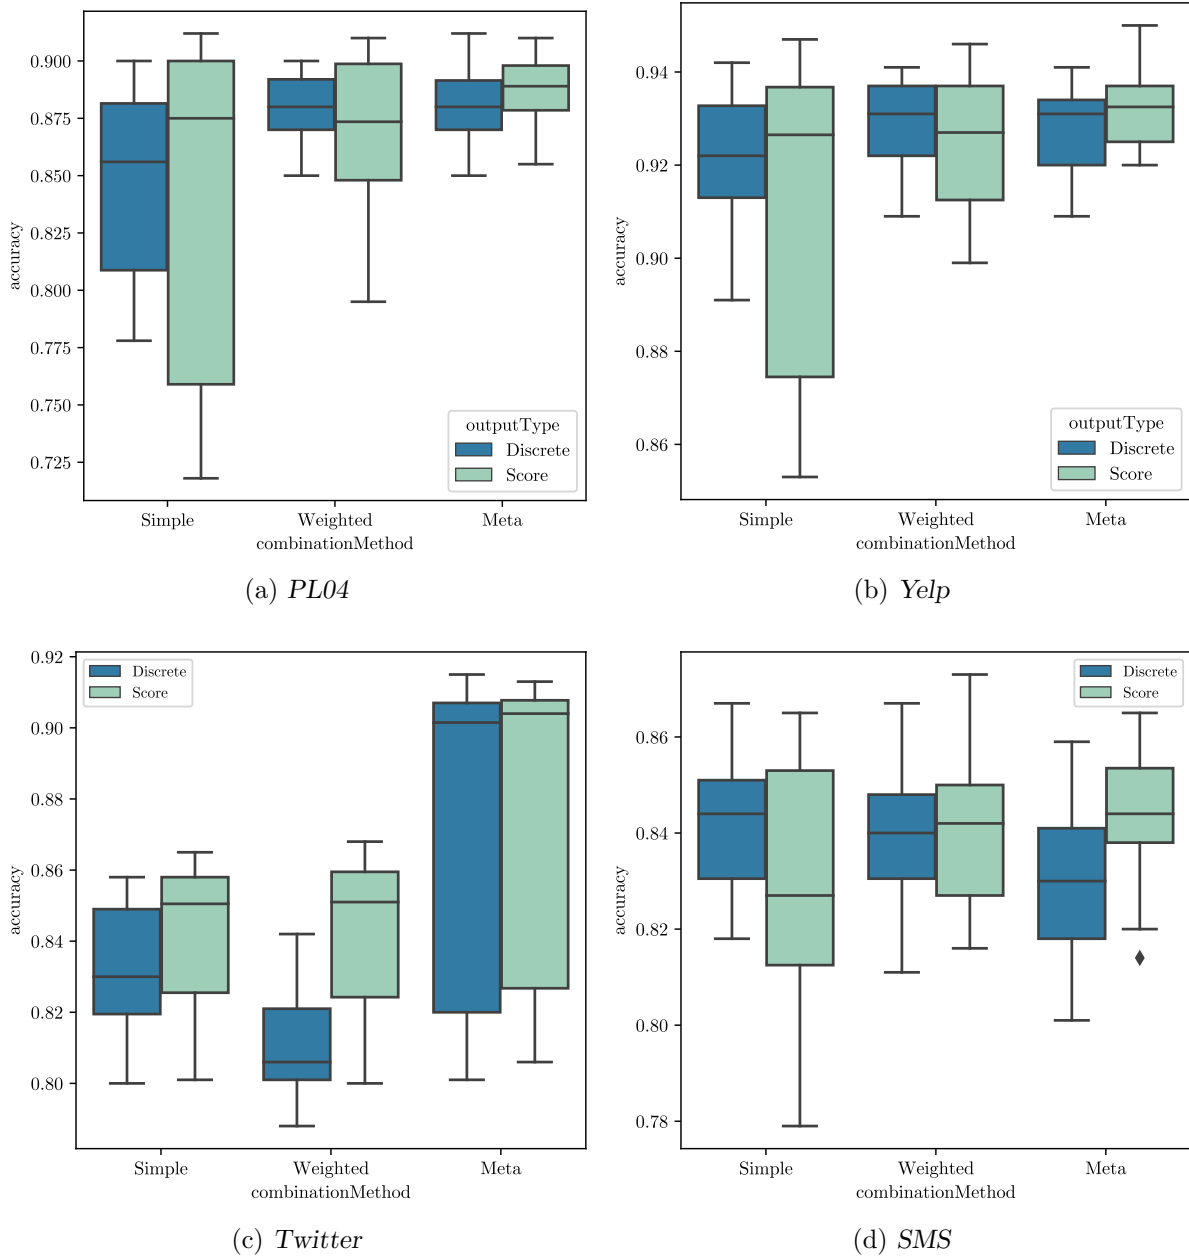 0.900
0.875
0.850
0.825
0.800
0.775
0.750
0.725
accuracy
outputType
Discrete
Score
Simple
Weighted
Meta
combinationMethod
(a) PL04
0.94
0.92
0.90
0.88
0.86
accuracy
outputType
Discrete
Score
Simple
Weighted
Meta
combinationMethod
(b) Yelp
0.92
0.90
0.88
0.86
0.84
0.82
0.80
accuracy
Discrete
Score
Simple
Weighted
Meta
combinationMethod
(c) Twitter
0.86
0.84
0.82
0.80
0.78
accuracy
Discrete
Score
Simple
Weighted
Meta
combinationMethod
(d) SMS